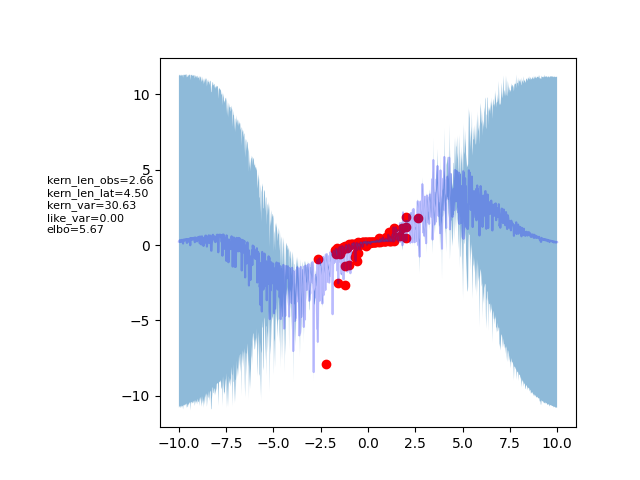 10
5
0
−5
−10
kern_len_obs=2.66
kern_len_lat=4.50
kern_var=30.63
like_var=0.00
elbo=5.67
−10.0
−7.5
−5.0
−2.5
0.0
2.5
5.0
7.5
10.0